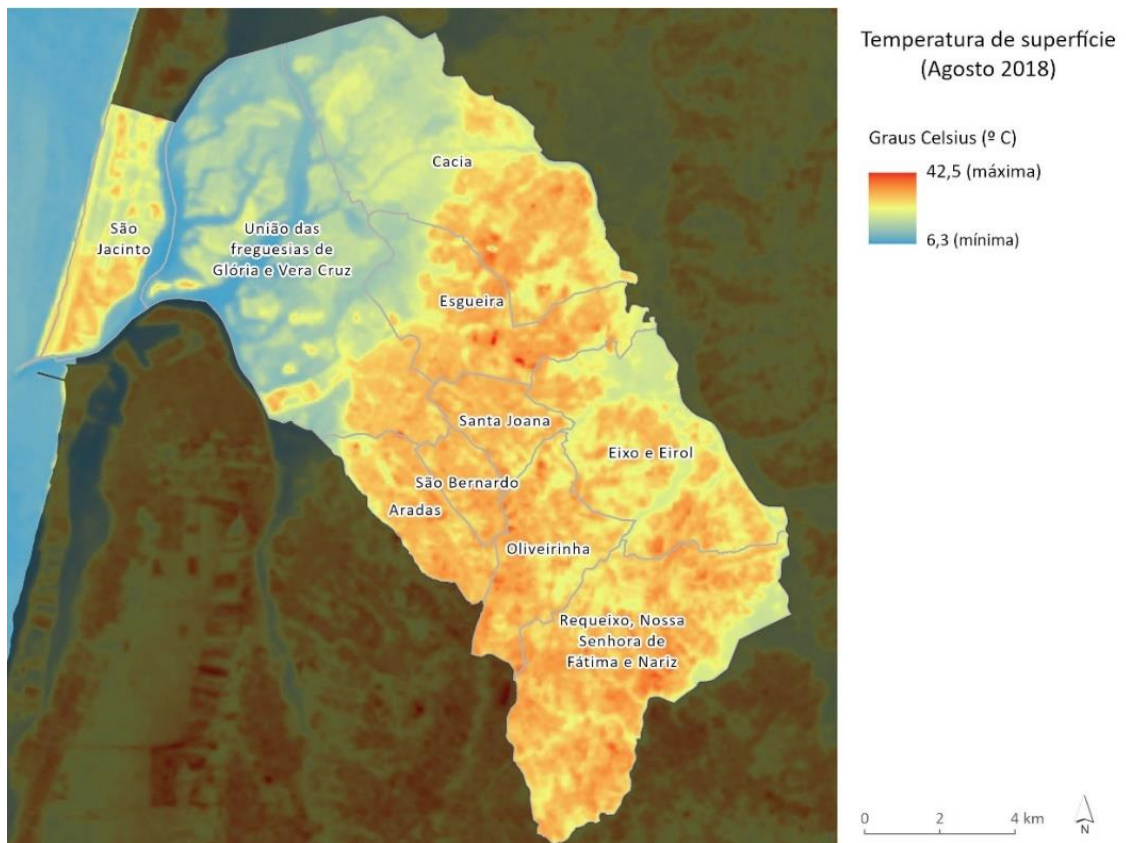 Temperatura de superfície
(Agosto 2018)
Graus Celsius (º C)
42,5 (máxima)
6,3 (mínima)
Cacia
São
Jacinto
União das
freguesias de
Glória e Vera Cruz
Esgueira
Santa Joana
Eixo e Eirol
São Bernardo
Aradas
Oliveirinha
Requeixo, Nossa
Senhora de
Fátima e Nariz
0 2 4 km
N